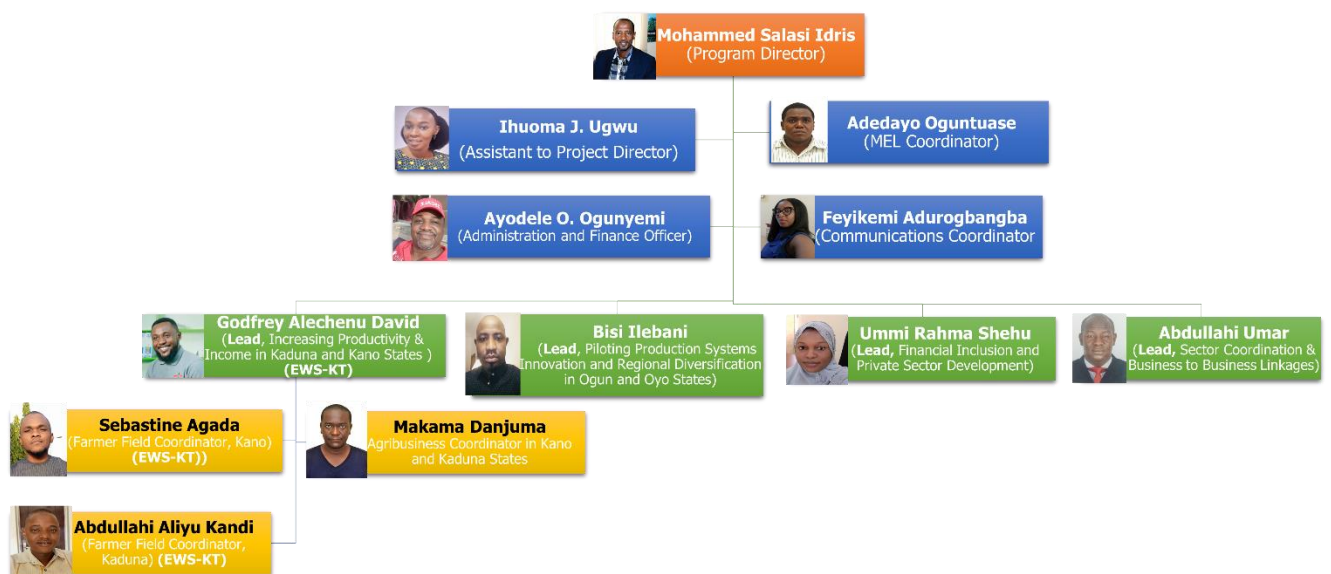 Mohammed Salasi Idris
(Program Director)
Ihuoma J. Ugwu
(Assistant to Project Director)
Adedayo Oguntuase
(MEL Coordinator)
Ayodele O. Ogunyemi
(Administration and Finance Officer)
Feyikemi Adurogbangba
(Communications Coordinator
Godfrey Alechenu David
(Lead, Increasing Productivity &
Income in Kaduna and Kano States )
(EWS-KT)
Bisi Ilebani
(Lead, Piloting Production Systems
Innovation and Regional Diversification
in Ogun and Oyo States)
Ummi Rahma Shehu
(Lead, Financial Inclusion and
Private Sector Development)
Abdullahi Umar
(Lead, Sector Coordination &
Business to Business Linkages)
Sebastine Agada
(Farmer Field Coordinator, Kano)
(EWS-KT))
Makama Danjuma
Agribusiness Coordinator in Kano
and Kaduna States
Abdullahi Aliyu Kandi
(Farmer Field Coordinator,
Kaduna) (EWS-KT)